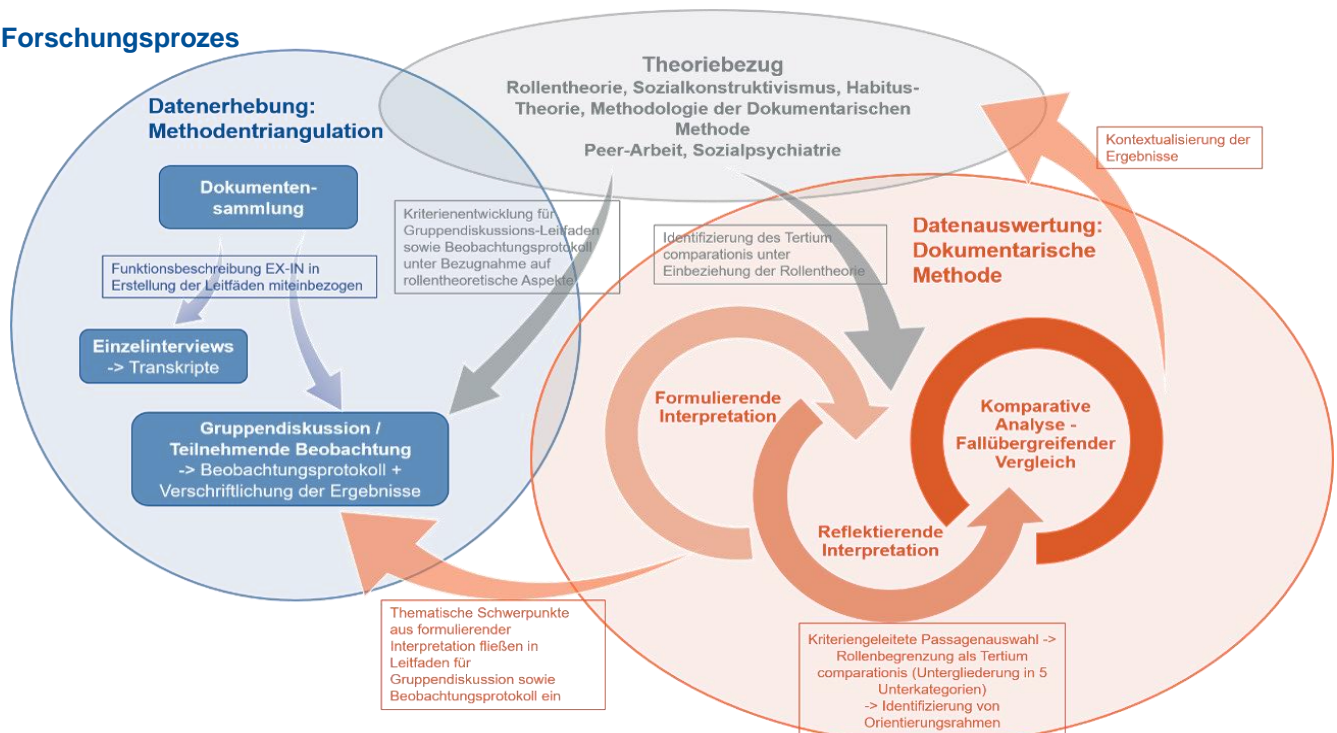 Forschungsprozes
Theoriebezug
Rollentheorie, Sozialkonstruktivismus, Habitus-
Theorie, Methodologie der Dokumentarischen
Methode
Peer-Arbeit, Sozialpsychiatrie
Datenerhebung:
Methodentriangulation
Dokumenten-
sammlung
Funktionsbeschreibung EX-IN in
Erstellung der Leitfäden miteinbezogen
Einzelinterviews
-> Transkripte
Gruppendiskussion /
Teilnehmende Beobachtung
-> Beobachtungsprotokoll +
Verschriftlichung der Ergebnisse
Kriterienentwicklung für
Gruppendiskussions-Leitfaden
sowie Beobachtungsprotokoll
unter Bezugnahme auf
rollentheoretische Aspekte
Identifizierung des Tertium
comparationis unter
Einbeziehung der Rollentheorie
Kontextualisierung der
Ergebnisse
Datenauswertung:
Dokumentarische
Methode
Formulierende
Interpretation
Reflektierende
Interpretation
Komparative
Analyse -
Fallübergreifender
Vergleich
Thematische Schwerpunkte
aus formulierender
Interpretation fließen in
Leitfaden für
Gruppendiskussion sowie
Beobachtungsprotokoll ein
Kriteriengeleitete Passagenauswahl ->
Rollenbegrenzung als Tertium
comparationis (Untergliederung in 5
Unterkategorien)
-> Identifizierung von
Orientierungsrahmen